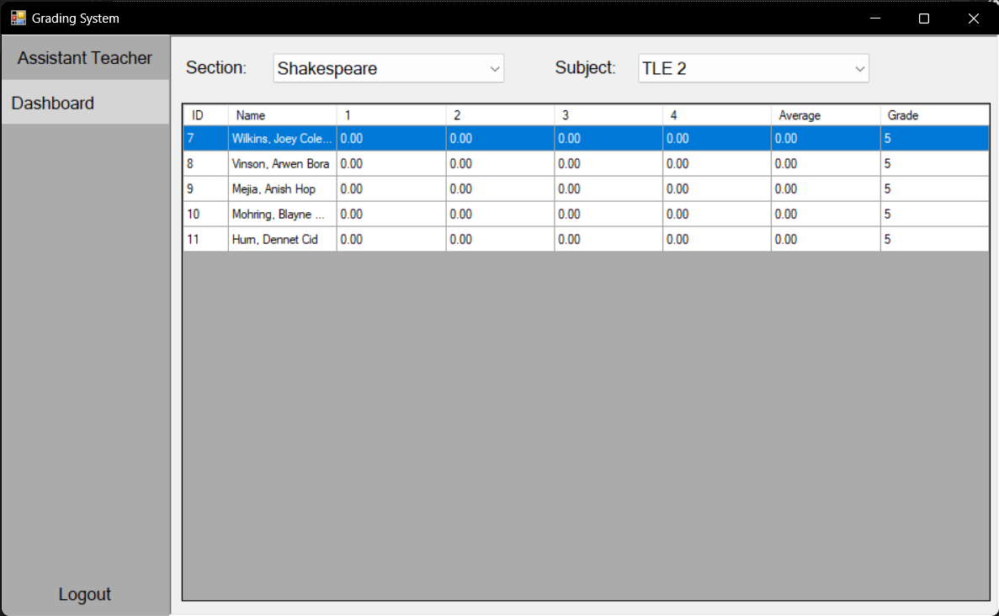 Grading System
Assistant Teacher
Dashboard
Section: Shakespeare Subject: TLE 2
ID Name 1 2 3 4 Average Grade
7 Wilkins, Joey Cole... 0.00 0.00 0.00 0.00 0.00 5
8 Vinson, Arwen Bora 0.00 0.00 0.00 0.00 0.00 5
9 Mejia, Anish Hop 0.00 0.00 0.00 0.00 0.00 5
10 Mohring, Blayne ... 0.00 0.00 0.00 0.00 0.00 5
11 Hum, Dennet Cid 0.00 0.00 0.00 0.00 0.00 5
Logout